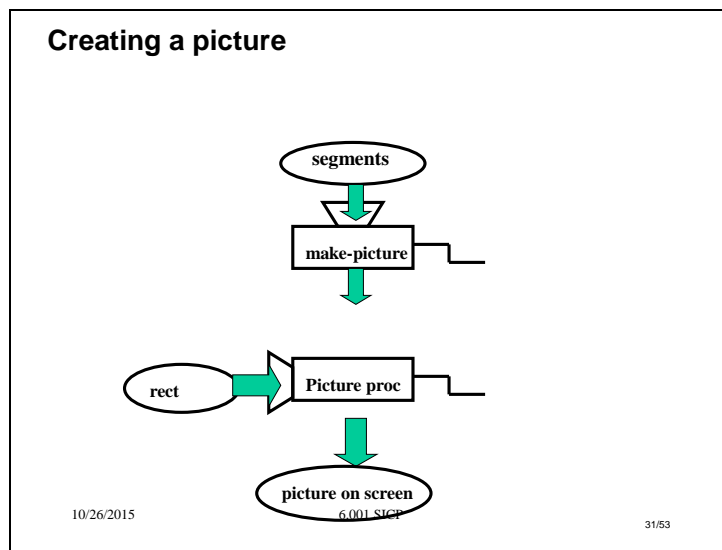 Creating a picture
segments
make-picture
rect
Picture proc
picture on screen
10/26/2015
6.001 SICP
31/53